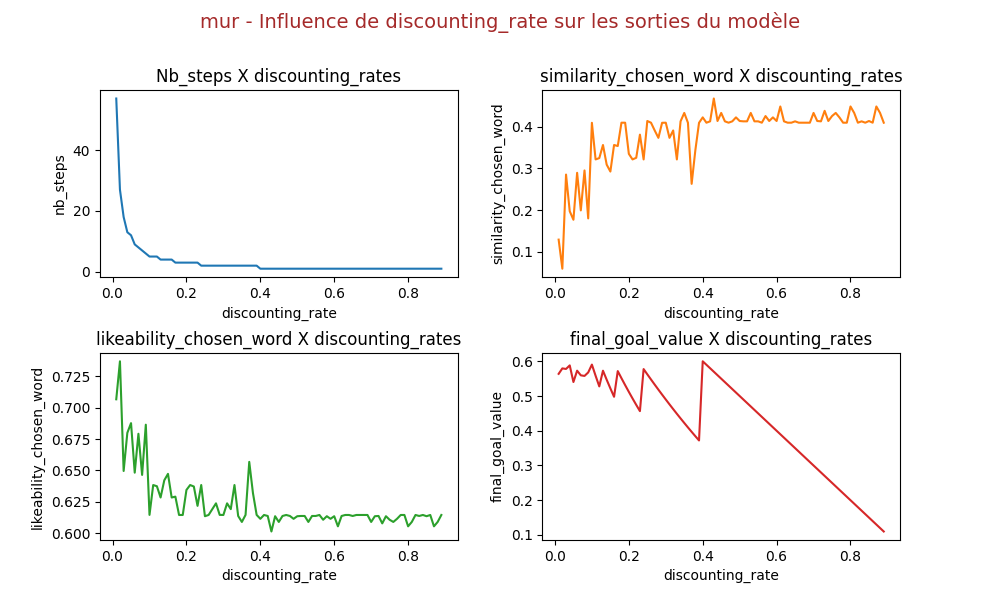 mur - Influence de discounting_rate sur les sorties du modèle
Nb_steps X discounting_rates
similarity_chosen_word X discounting_rates
nb_steps
40
20
0
0.0 0.2 0.4 0.6 0.8
discounting_rate
similarity_chosen_word
0.4
0.3
0.2
0.1
0.0 0.2 0.4 0.6 0.8
discounting_rate
likeability_chosen_word X discounting_rates
final_goal_value X discounting_rates
likeability_chosen_word
0.725
0.700
0.675
0.650
0.625
0.600
0.0 0.2 0.4 0.6 0.8
discounting_rate
final_goal_value
0.6
0.5
0.4
0.3
0.2
0.1
0.0 0.2 0.4 0.6 0.8
discounting_rate